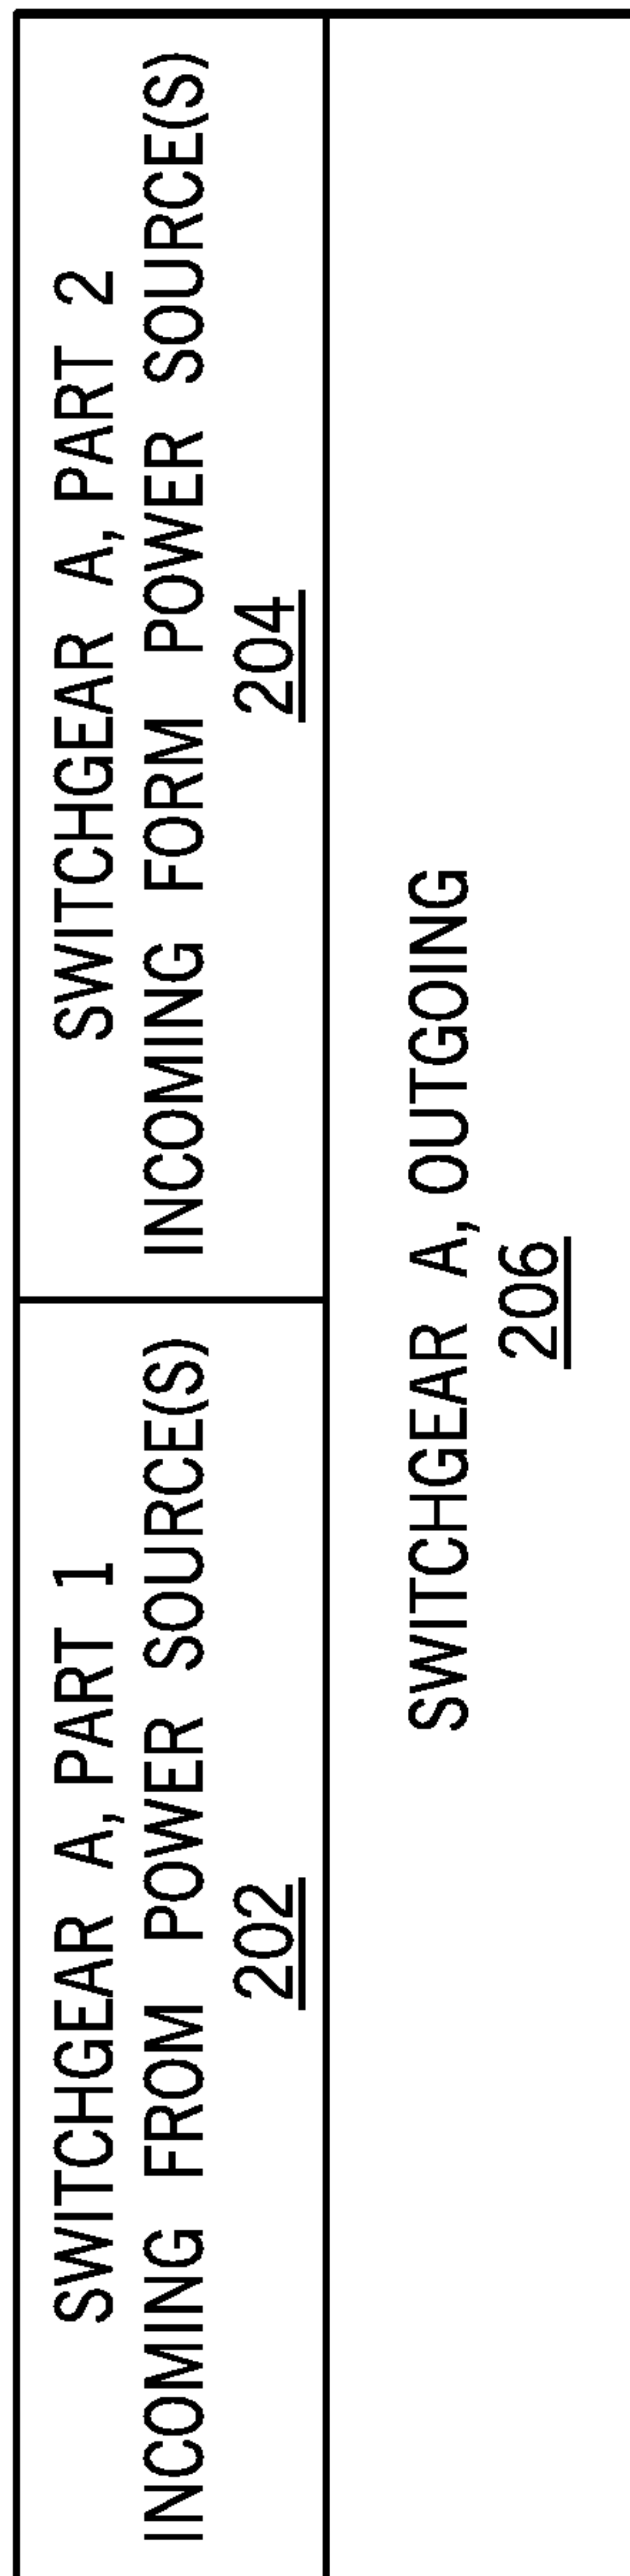 SWITCHGEAR A, PART 1
INCOMING FROM POWER SOURCE(S)
202
SWITCHGEAR A, PART 2
INCOMING FORM POWER SOURCE(S)
204
SWITCHGEAR A, OUTGOING
206